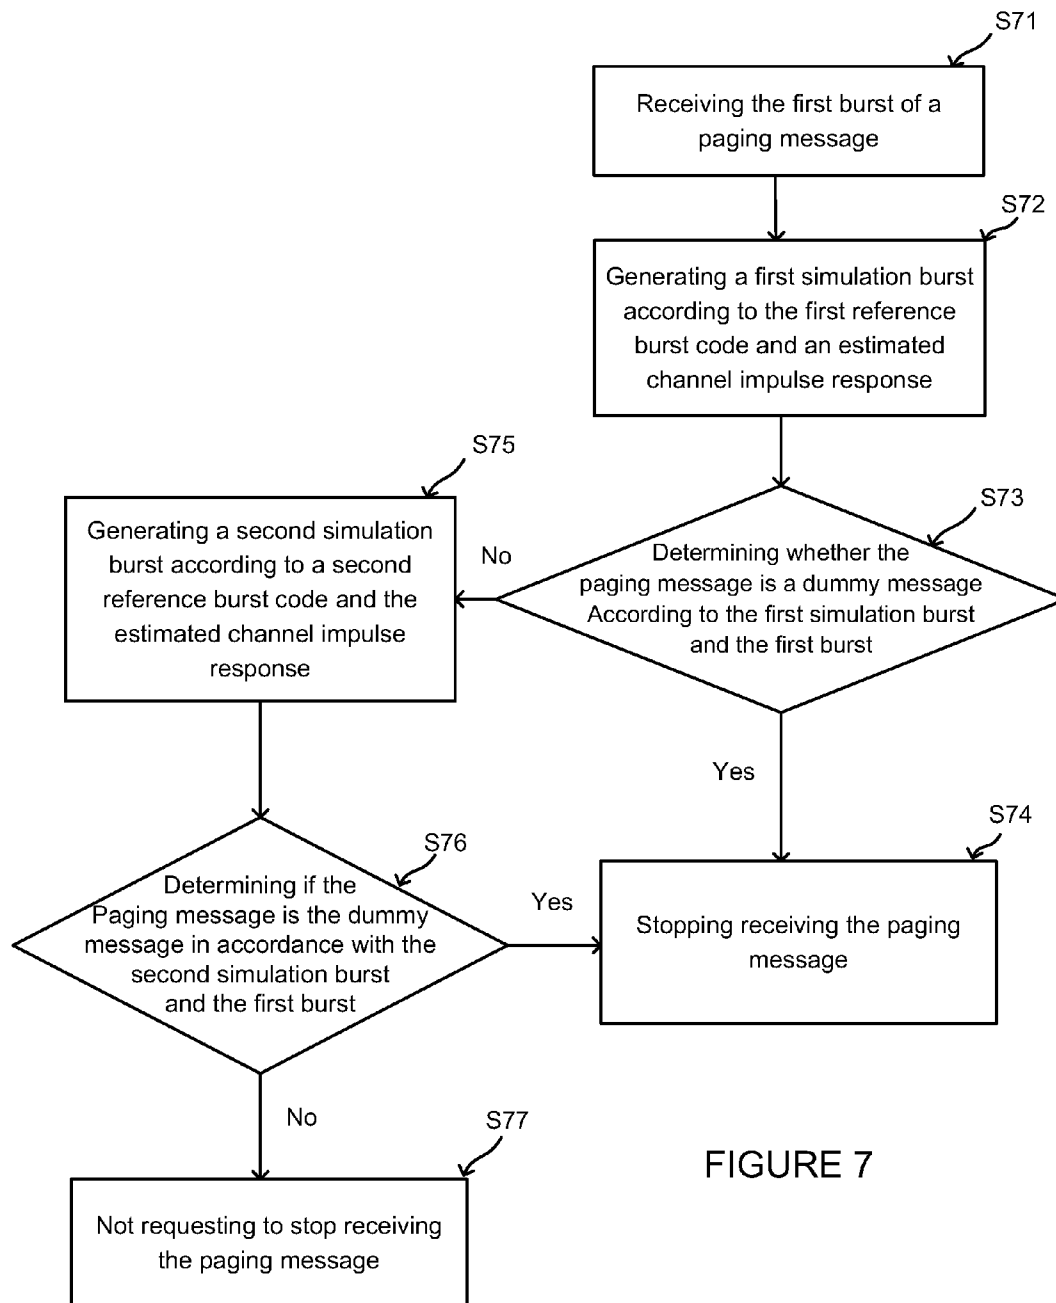 S71
Receiving the first burst of a
paging message
S72
Generating a first simulation burst
according to the first reference
burst code and an estimated
channel impulse response
S73
Determining whether the
paging message is a dummy message
According to the first simulation burst
and the first burst
No
Yes
S75
Generating a second simulation
burst according to a second
reference burst code and the
estimated channel impulse
response
S76
Determining if the
Paging message is the dummy
message in accordance with the
second simulation burst
and the first burst
Yes
No
S74
Stopping receiving the paging
message
S77
Not requesting to stop receiving
the paging message
FIGURE 7